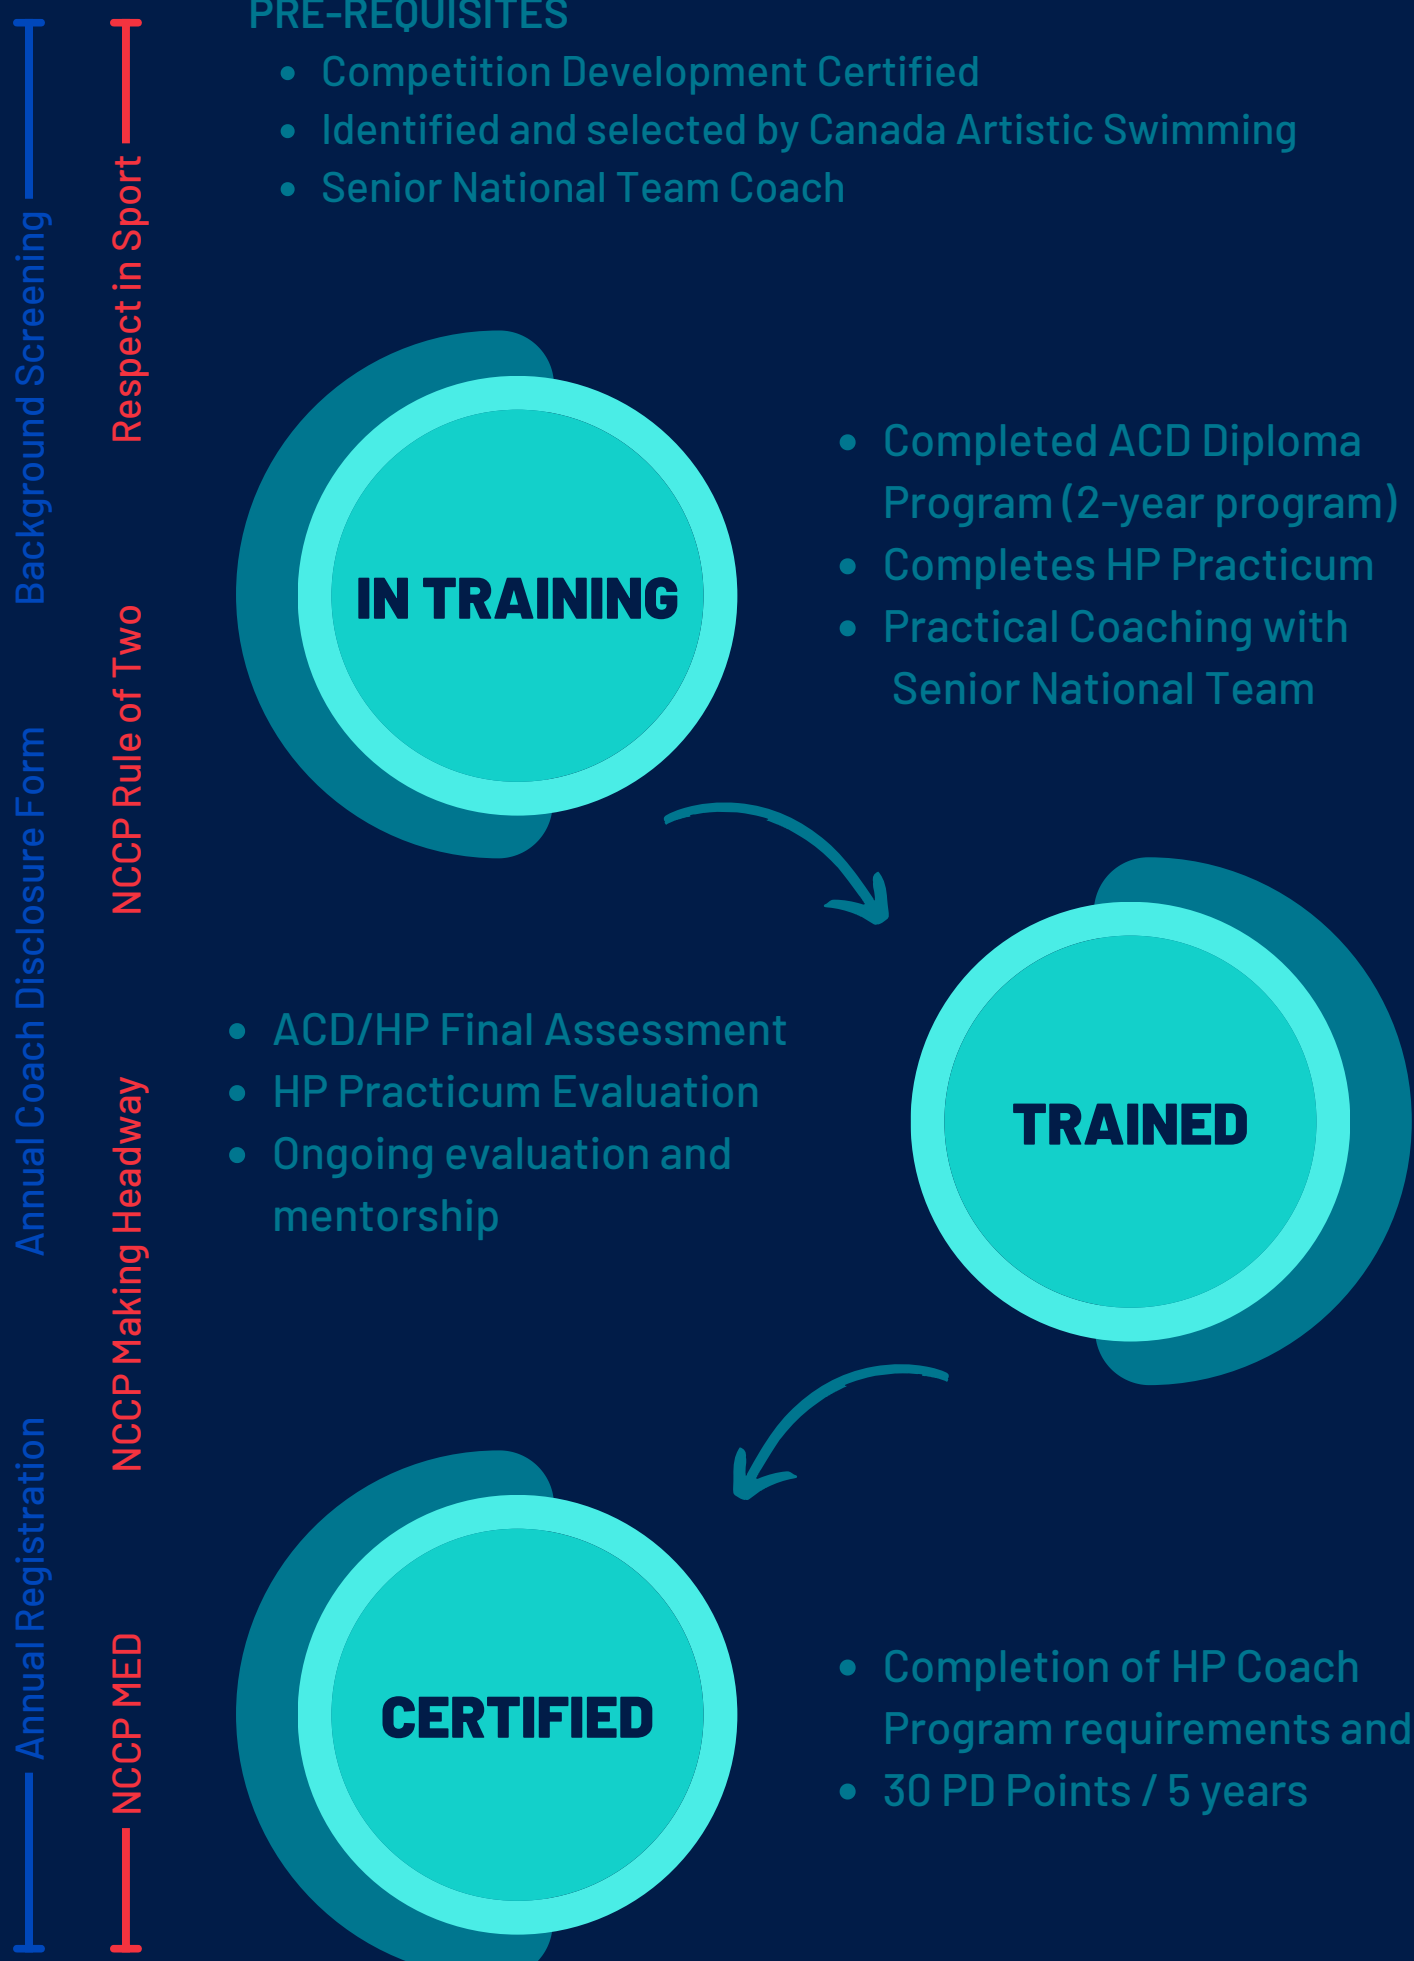 PRE-REQUISITES
• Competition Development Certified
• Identified and selected by Canada Artistic Swimming
• Senior National Team Coach
Background Screening
Annual Coach Disclosure Form
Annual Registration
Respect in Sport
NCCP Rule of Two
NCCP Making Headway
NCCP MED
IN TRAINING
• Completed ACD Diploma
Program (2-year program)
• Completes HP Practicum
• Practical Coaching with
Senior National Team
TRAINED
• ACD/HP Final Assessment
• HP Practicum Evaluation
• Ongoing evaluation and
mentorship
CERTIFIED
• Completion of HP Coach
Program requirements and
• 30 PD Points / 5 years